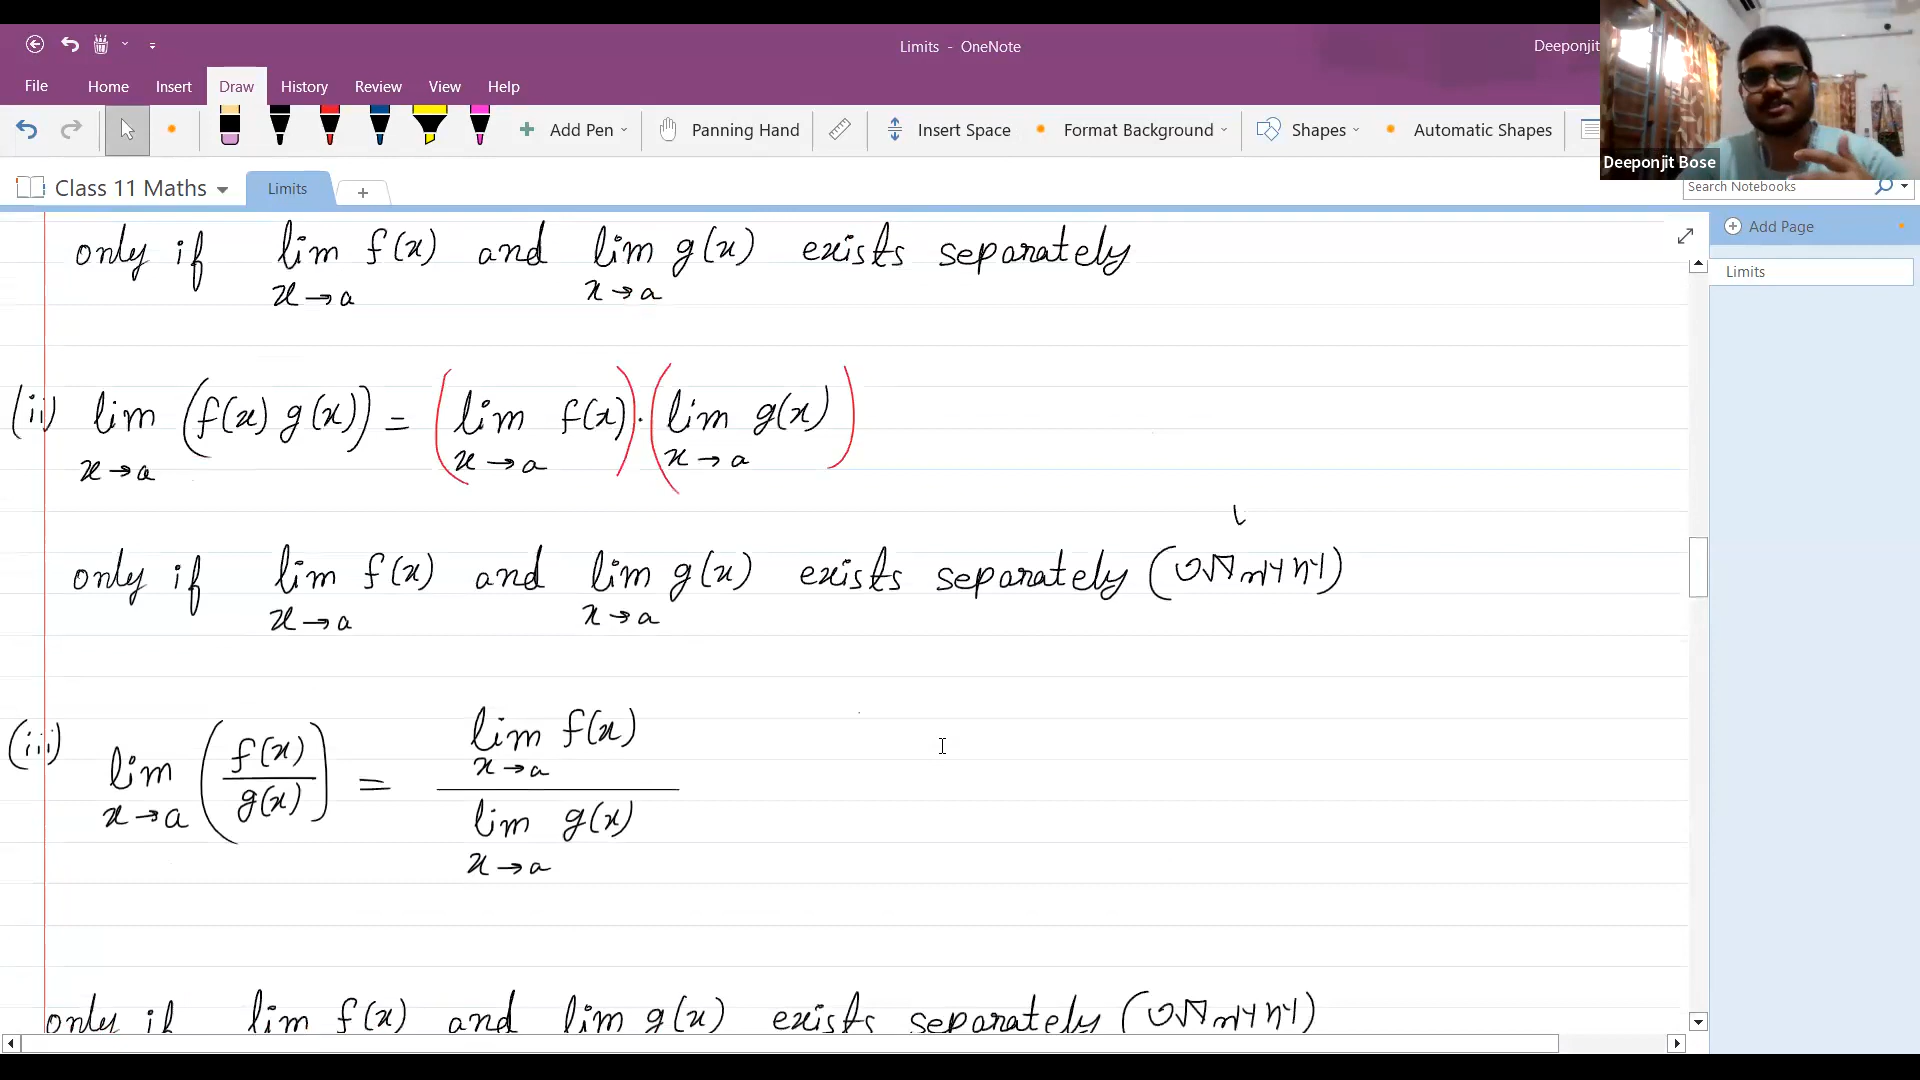 Limits - OneNote
Deeponjit
File Home Insert Draw History Review View Help
Add Pen Panning Hand Insert Space Format Background Shapes Automatic Shapes
Deeponjit Bose
Class 11 Maths Limits
Search Notebooks
Add Page
Limits
only if lim f(x) and lim g(x) exists separately
x→a x→a
(ii) lim (f(x) g(x)) = (lim f(x)) · (lim g(x))
x→a x→a x→a
only if lim f(x) and lim g(x) exists separately
x→a x→a
(iii) lim (f(x)/g(x)) = lim f(x)
x→a x→a
lim g(x)
x→a
only if lim f(x) and lim g(x) exists separately